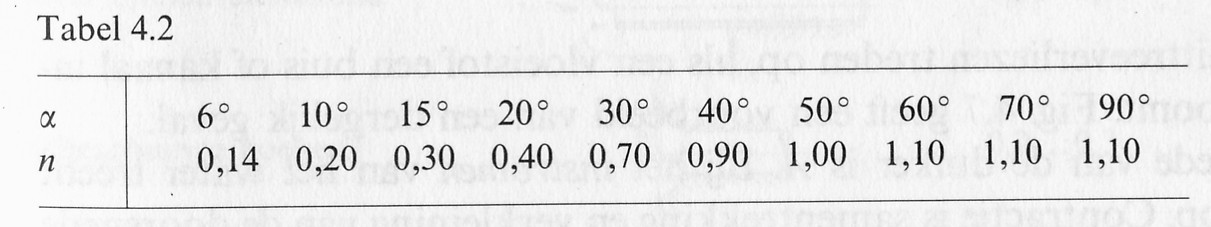 Tabel 4.2
α 6° 10° 15° 20° 30° 40° 50° 60° 70° 90°
n 0,14 0,20 0,30 0,40 0,70 0,90 1,00 1,10 1,10 1,10